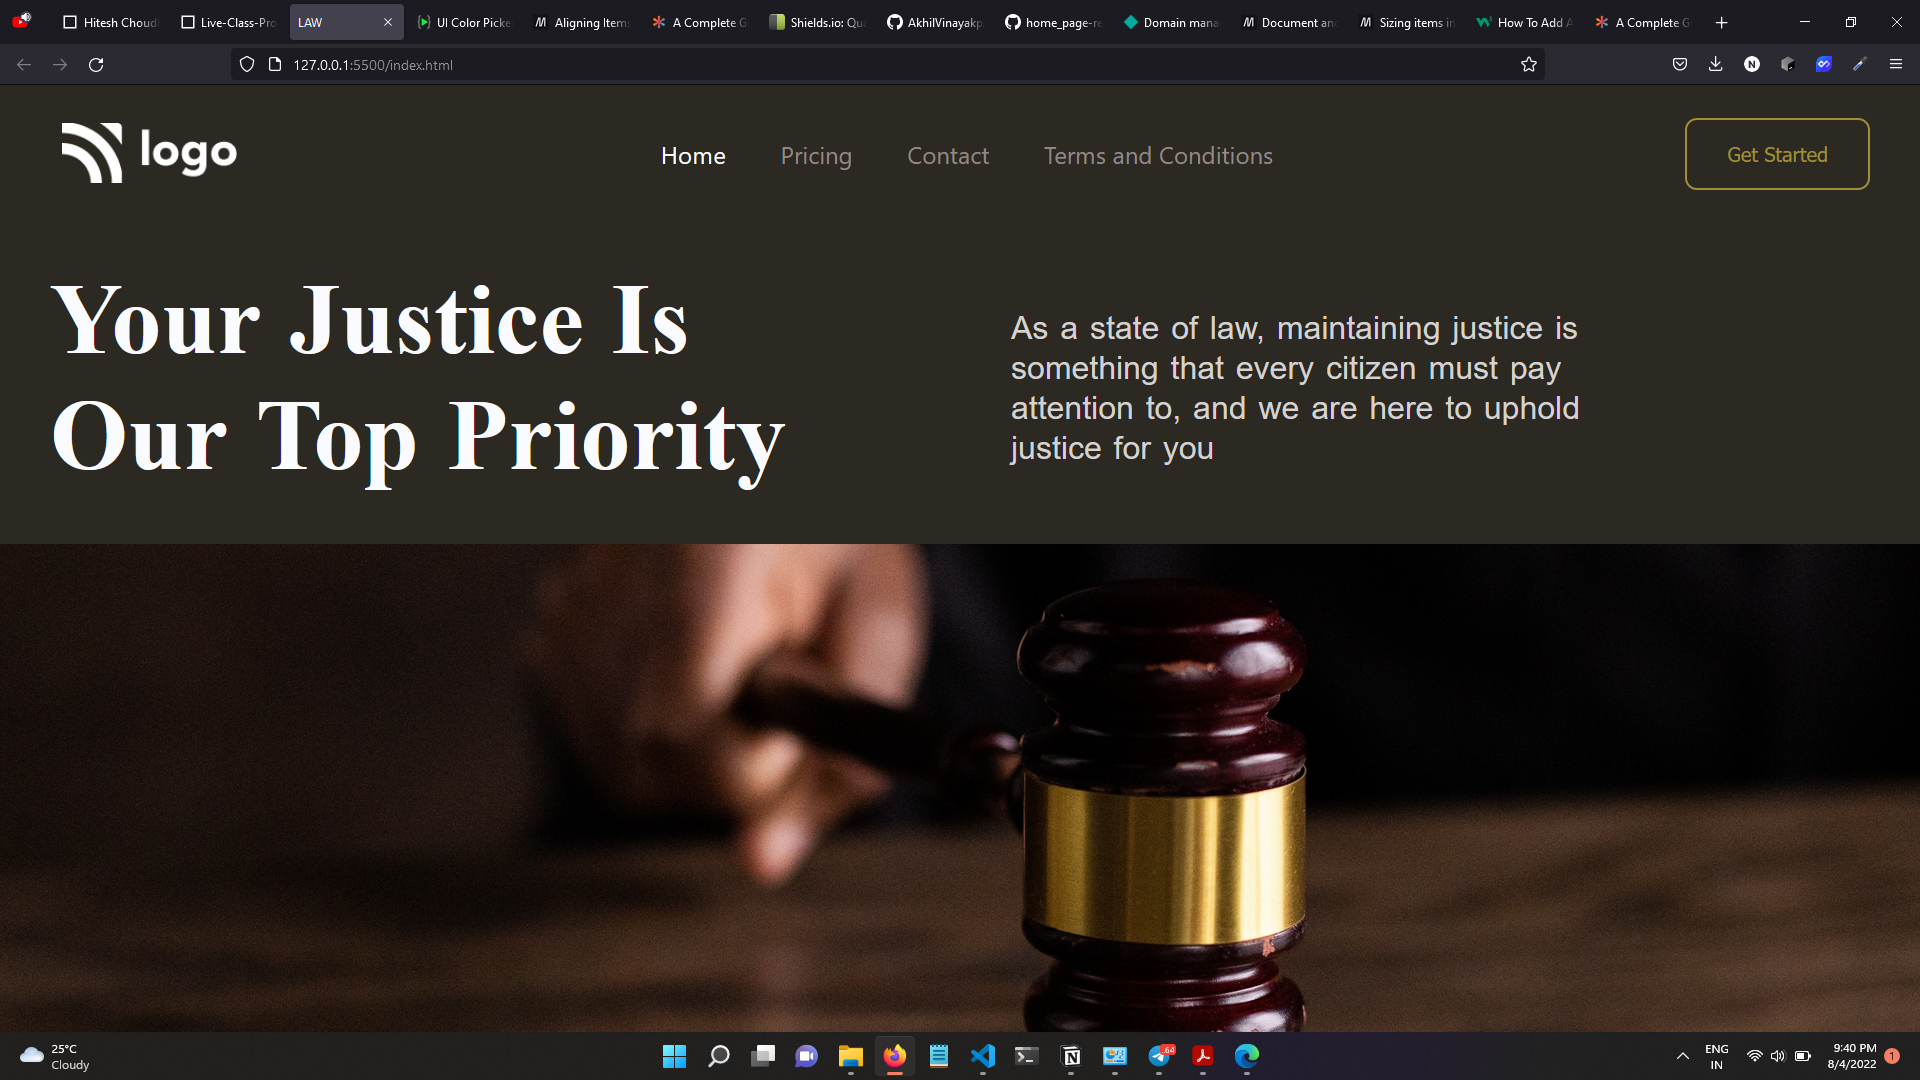 Hitesh Choud
Live-Class-Pro
LAW
UI Color Picke
Aligning Items
A Complete G
Shields.io: Qu
AkhilVinayakp
home_page-re
Domain mana
Document and
Sizing items in
How To Add A
A Complete G
127.0.0.1:5500/index.html
logo
Home
Pricing
Contact
Terms and Conditions
Get Started
Your Justice Is
Our Top Priority
As a state of law, maintaining justice is
something that every citizen must pay
attention to, and we are here to uphold
justice for you
25°C
Cloudy
.64
ENG
IN
9:40 PM
8/4/2022
1